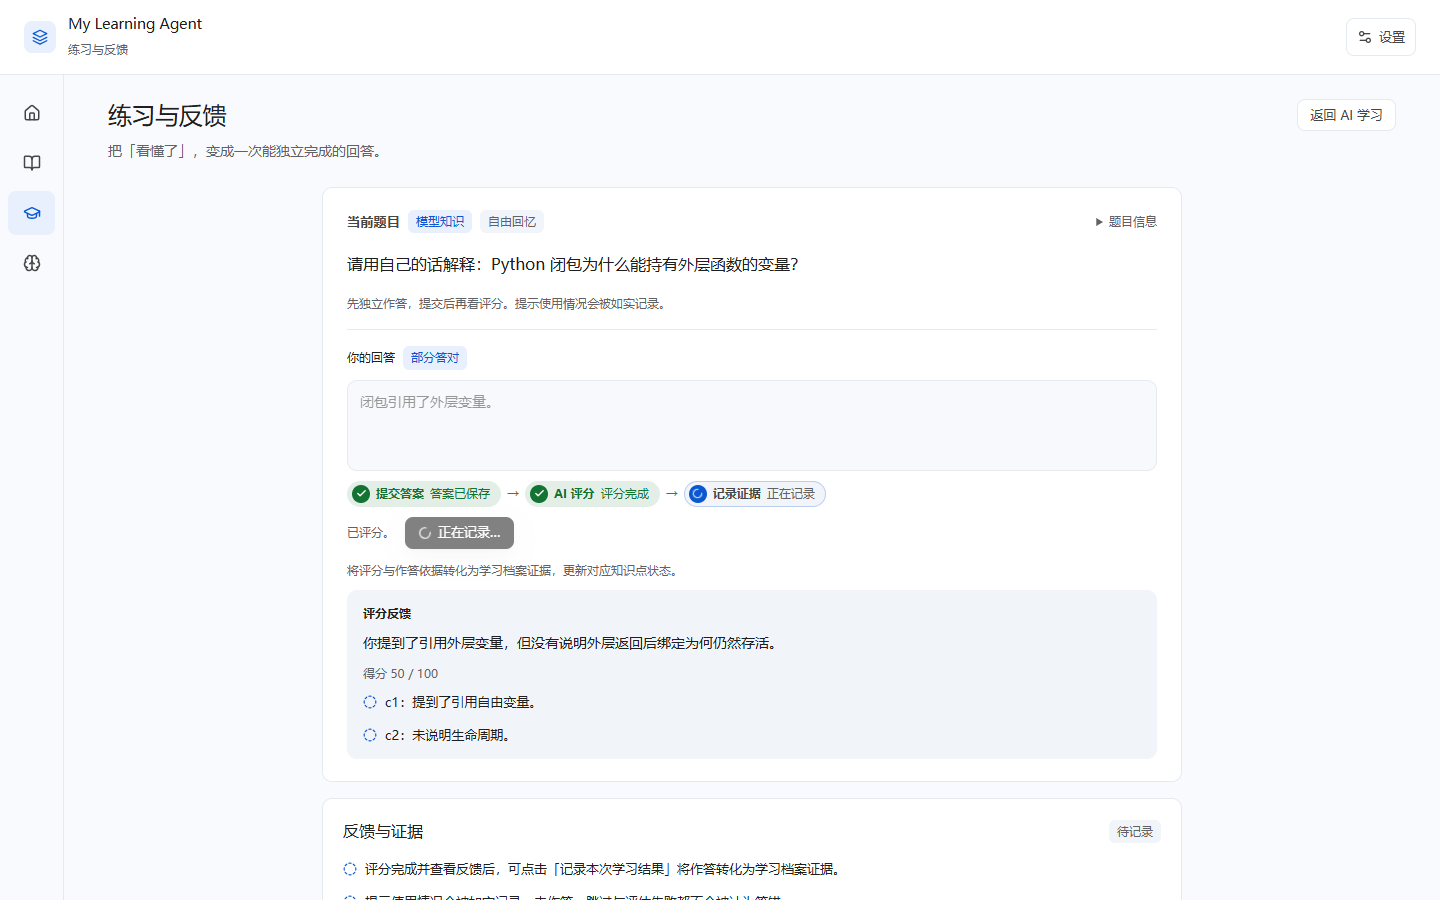 My Learning Agent
练习与反馈
设置
练习与反馈
返回 AI 学习
把「看懂了」，变成一次能独立完成的回答。
当前题目 模型知识 自由回忆
▶ 题目信息
请用自己的话解释：Python 闭包为什么能持有外层函数的变量？
先独立作答，提交后再看评分。提示使用情况会被如实记录。
你的回答 部分答对
闭包引用了外层变量。
提交答案 答案已保存 → AI 评分 评分完成 → 记录证据 正在记录
已评分。 正在记录...
将评分与作答依据转化为学习档案证据，更新对应知识点状态。
评分反馈
你提到了引用外层变量，但没有说明外层返回后绑定为何仍然存活。
得分 50 / 100
c1：提到了引用自由变量。
c2：未说明生命周期。
反馈与证据
待记录
评分完成并查看反馈后，可点击「记录本次学习结果」将作答转化为学习档案证据。